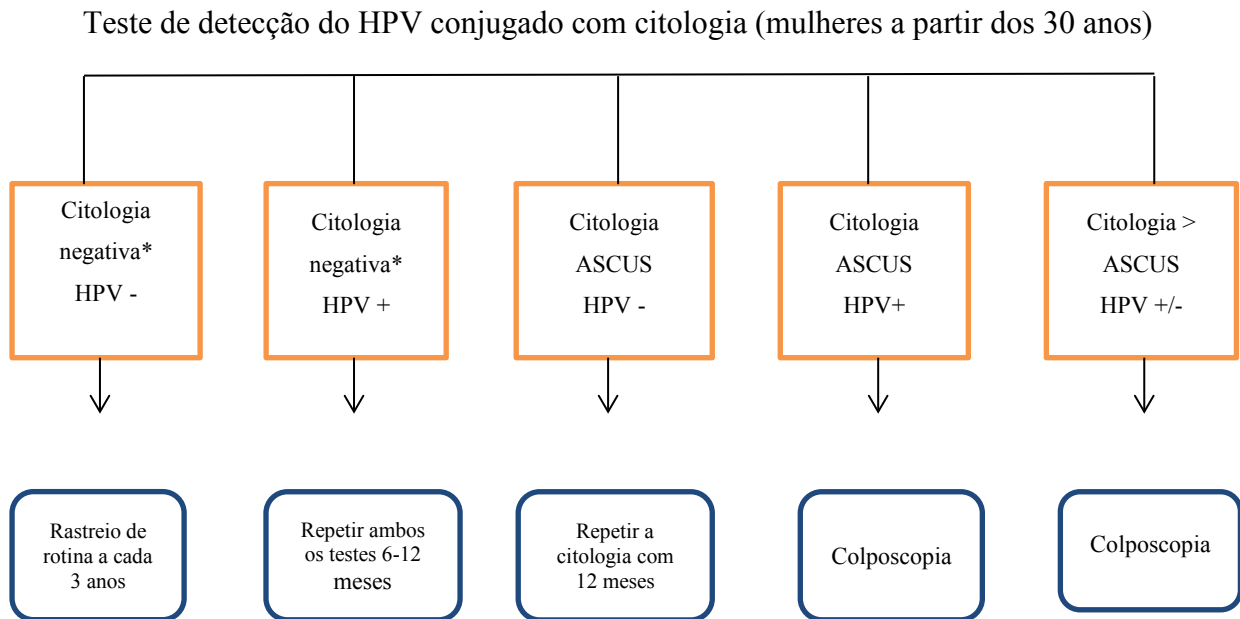 Teste de detecção do HPV conjugado com citologia (mulheres a partir dos 30 anos)
Citologia
negativa*
HPV -
Citologia
negativa*
HPV +
Citologia
ASCUS
HPV -
Citologia
ASCUS
HPV+
Citologia >
ASCUS
HPV +/-
Rastreio de
rotina a cada
3 anos
Repetir ambos
os testes 6-12
meses
Repetir a
citologia com
12 meses
Colposcopia
Colposcopia